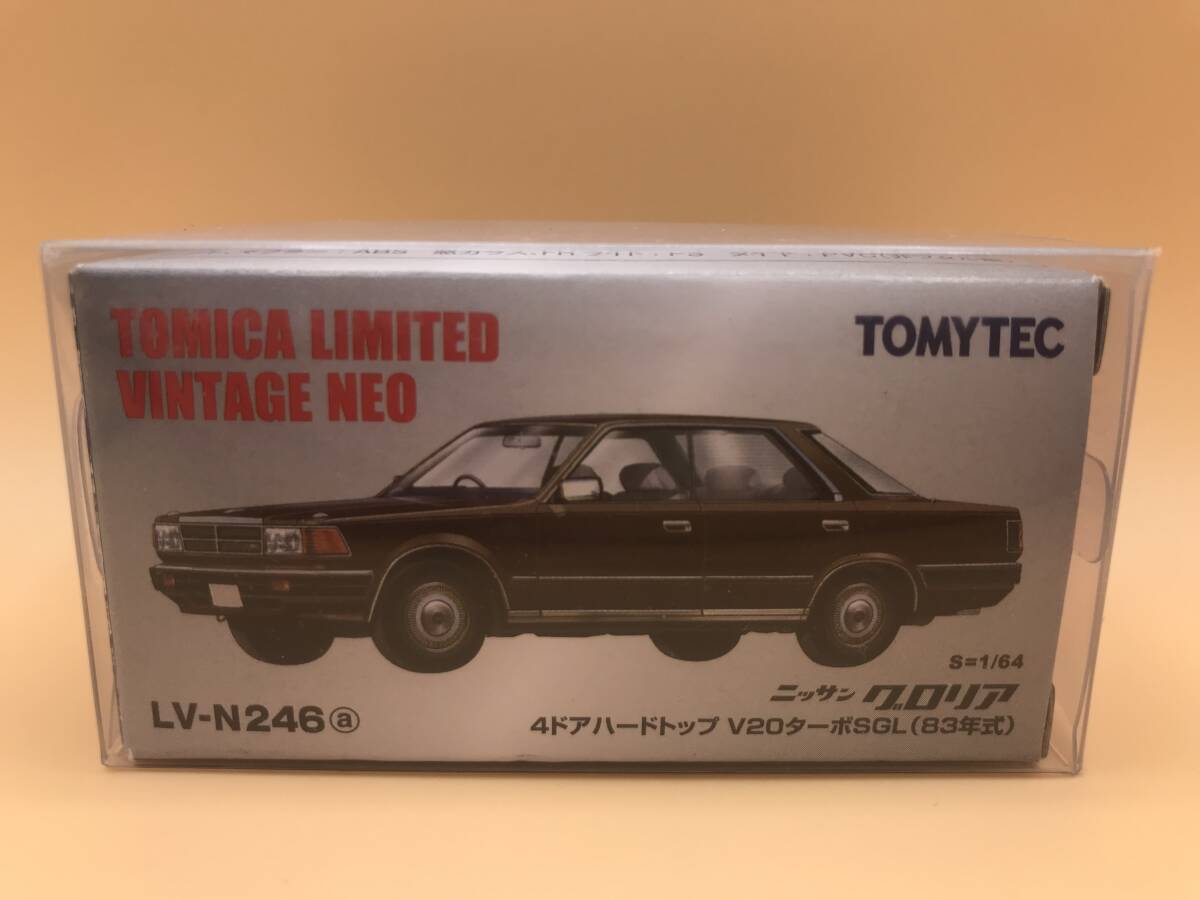 TOMICA LIMITED
VINTAGE NEO
TOMYTEC
S=1/64
ニッサン グロリア
LV-N246ⓐ
4ドアハードトップ V20ターボSGL(83年式)